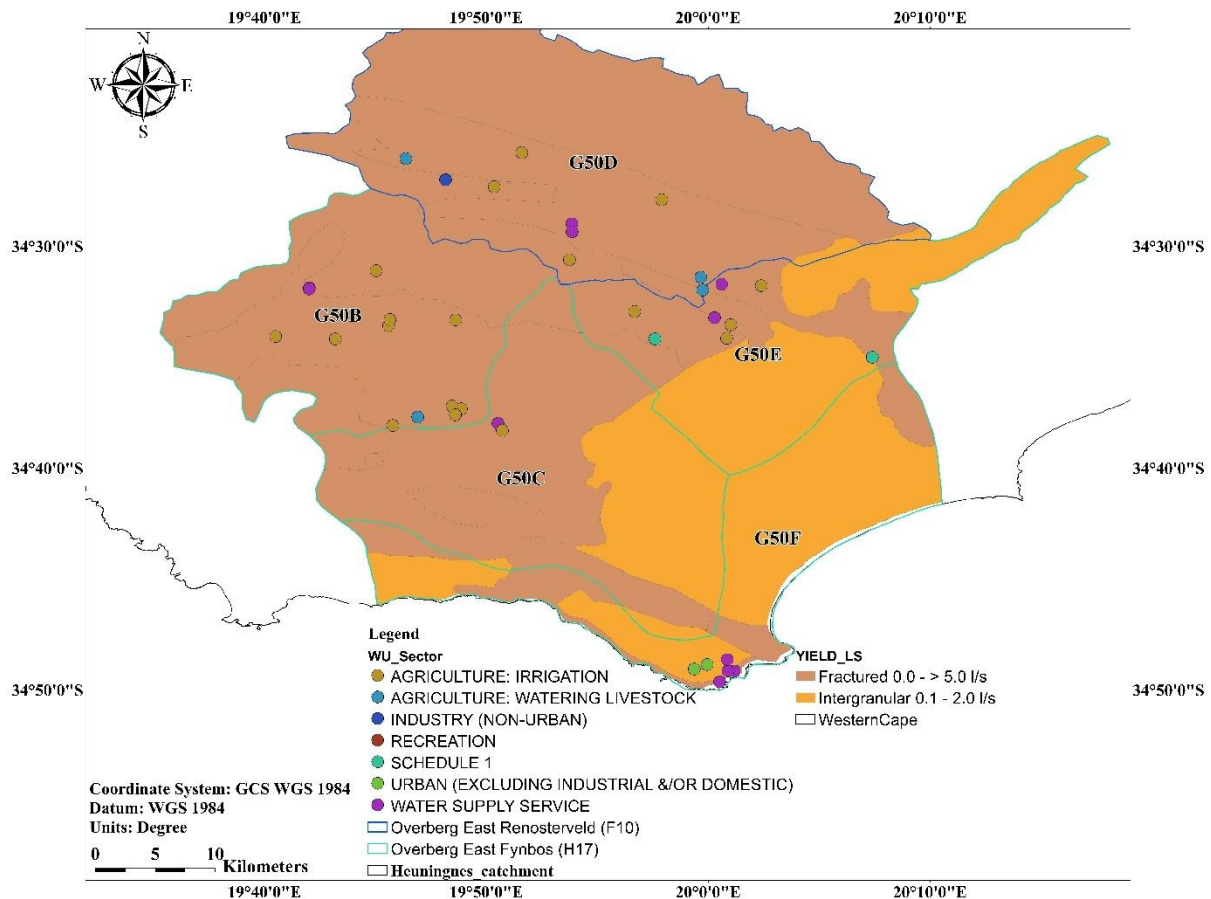 19°40'0"E 19°50'0"E 20°0'0"E 20°10'0"E
N
W E
S
G50D
34°30'0"S 34°30'0"S
G50B
G50E
34°40'0"S 34°40'0"S
G50C
G50F
Legend
WU_Sector YIELD_LS
AGRICULTURE: IRRIGATION Fractured 0.0 - > 5.0 l/s
34°50'0"S 34°50'0"S
AGRICULTURE: WATERING LIVESTOCK Intergranular 0.1 - 2.0 l/s
INDUSTRY (NON-URBAN) WesternCape
RECREATION
SCHEDULE 1
URBAN (EXCLUDING INDUSTRIAL &/OR DOMESTIC)
WATER SUPPLY SERVICE
Overberg East Renosterveld (F10)
Overberg East Fynbos (H17)
Heuningnes_catchment
Coordinate System: GCS WGS 1984
Datum: WGS 1984
Units: Degree
0 5 10
Kilometers
19°40'0"E 19°50'0"E 20°0'0"E 20°10'0"E